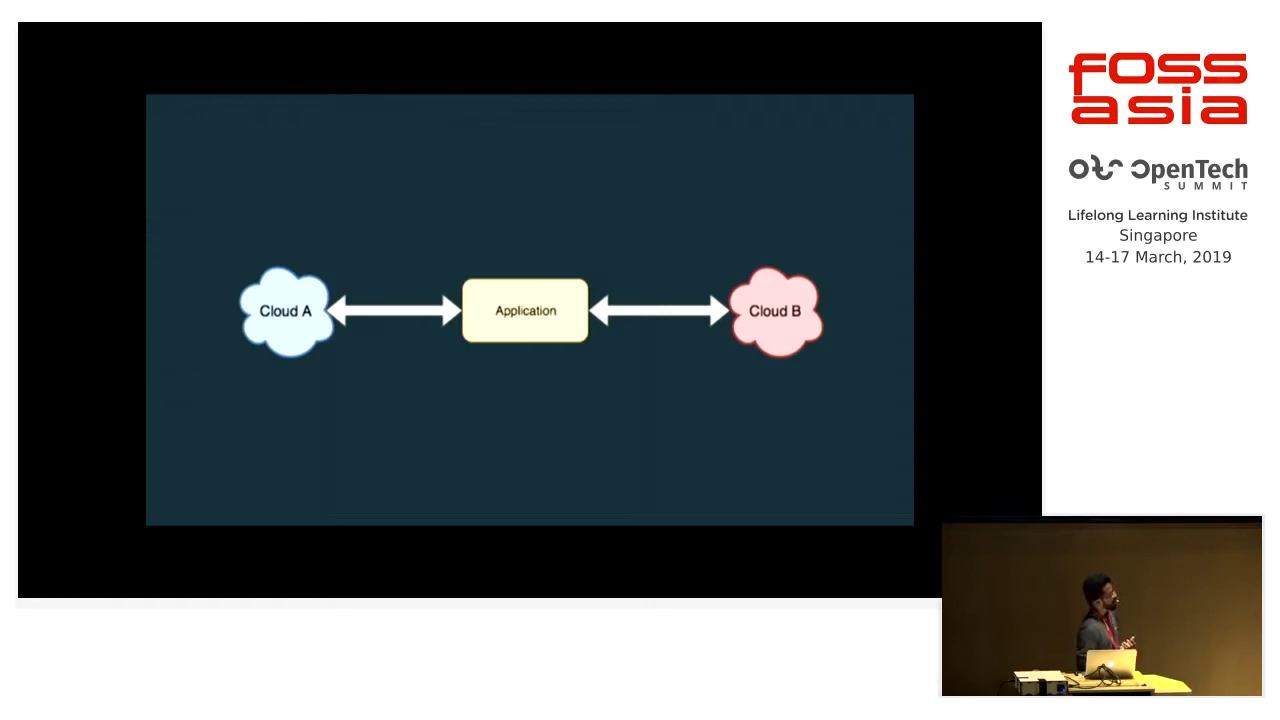 Cloud A
Application
Cloud B
fOSS
asia
OpenTech
SUMMIT
Lifelong Learning Institute
Singapore
14-17 March, 2019